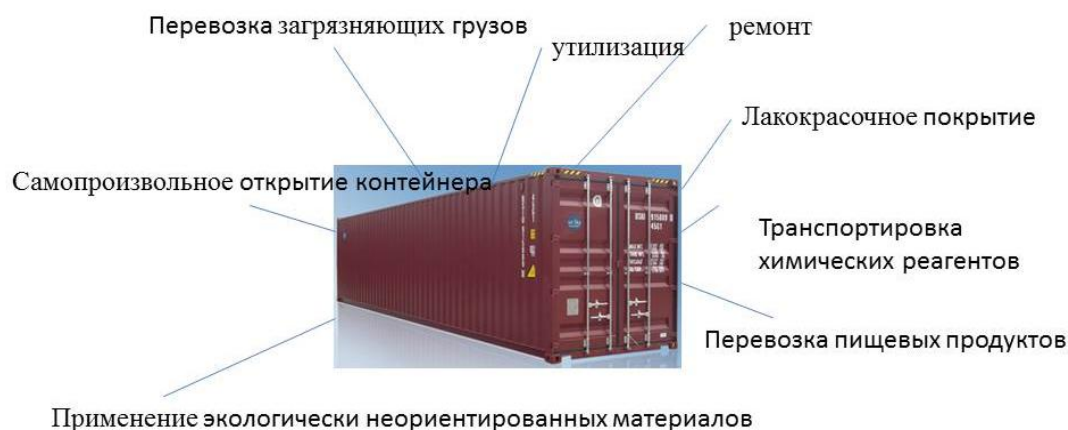 Перевозка загрязняющих грузов
утилизация
ремонт
Лакокрасочное покрытие
Самопроизвольное открытие контейнера
Транспортировка
химических реагентов
Перевозка пищевых продуктов
Применение экологически неориентированных материалов
45G1